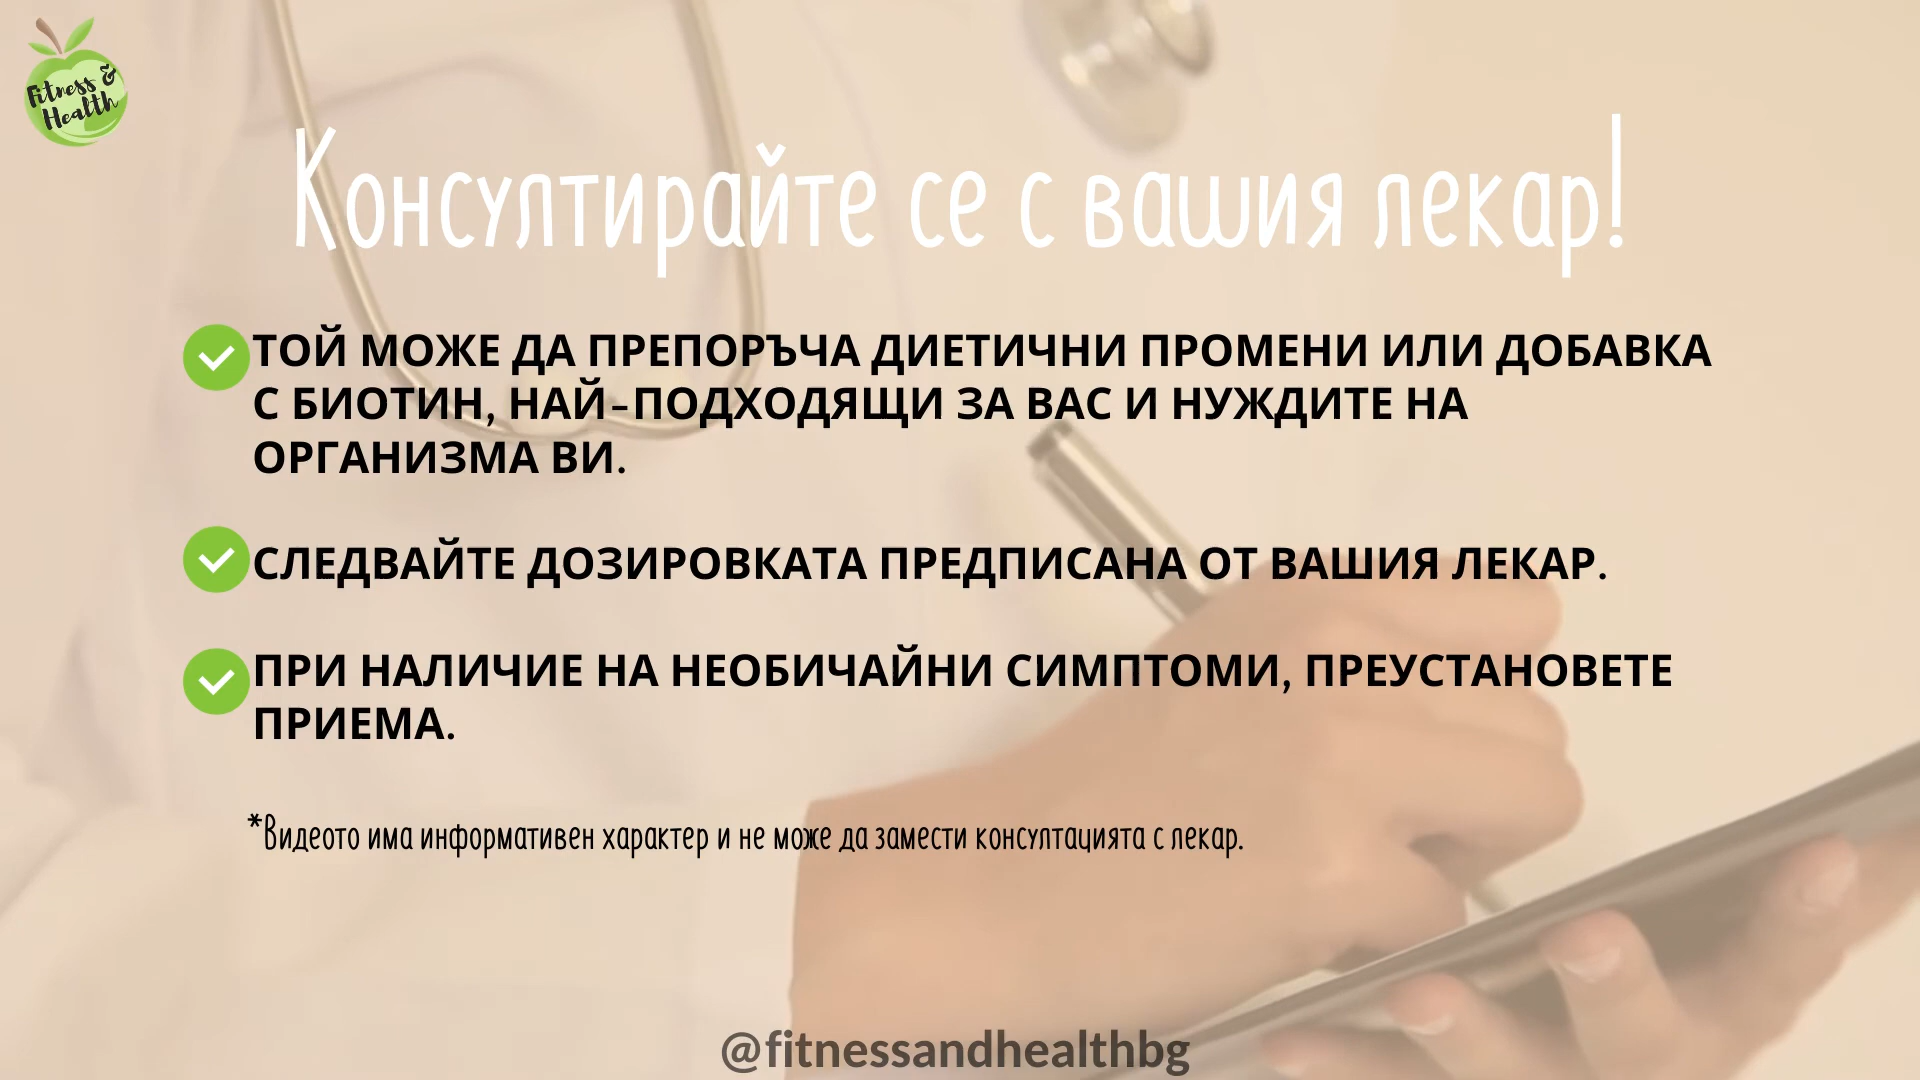 Fitness &
Health
Консултирайте се с вашия лекар!
ТОЙ МОЖЕ ДА ПРЕПОРЪЧА ДИЕТИЧНИ ПРОМЕНИ ИЛИ ДОБАВКА
С БИОТИН, НАЙ-ПОДХОДЯЩИ ЗА ВАС И НУЖДИТЕ НА
ОРГАНИЗМА ВИ.
СЛЕДВАЙТЕ ДОЗИРОВКАТА ПРЕДПИСАНА ОТ ВАШИЯ ЛЕКАР.
ПРИ НАЛИЧИЕ НА НЕОБИЧАЙНИ СИМПТОМИ, ПРЕУСТАНОВЕТЕ
ПРИЕМА.
*Видеото има информативен характер и не може да замести консултацията с лекар.
@fitnessandhealthbg